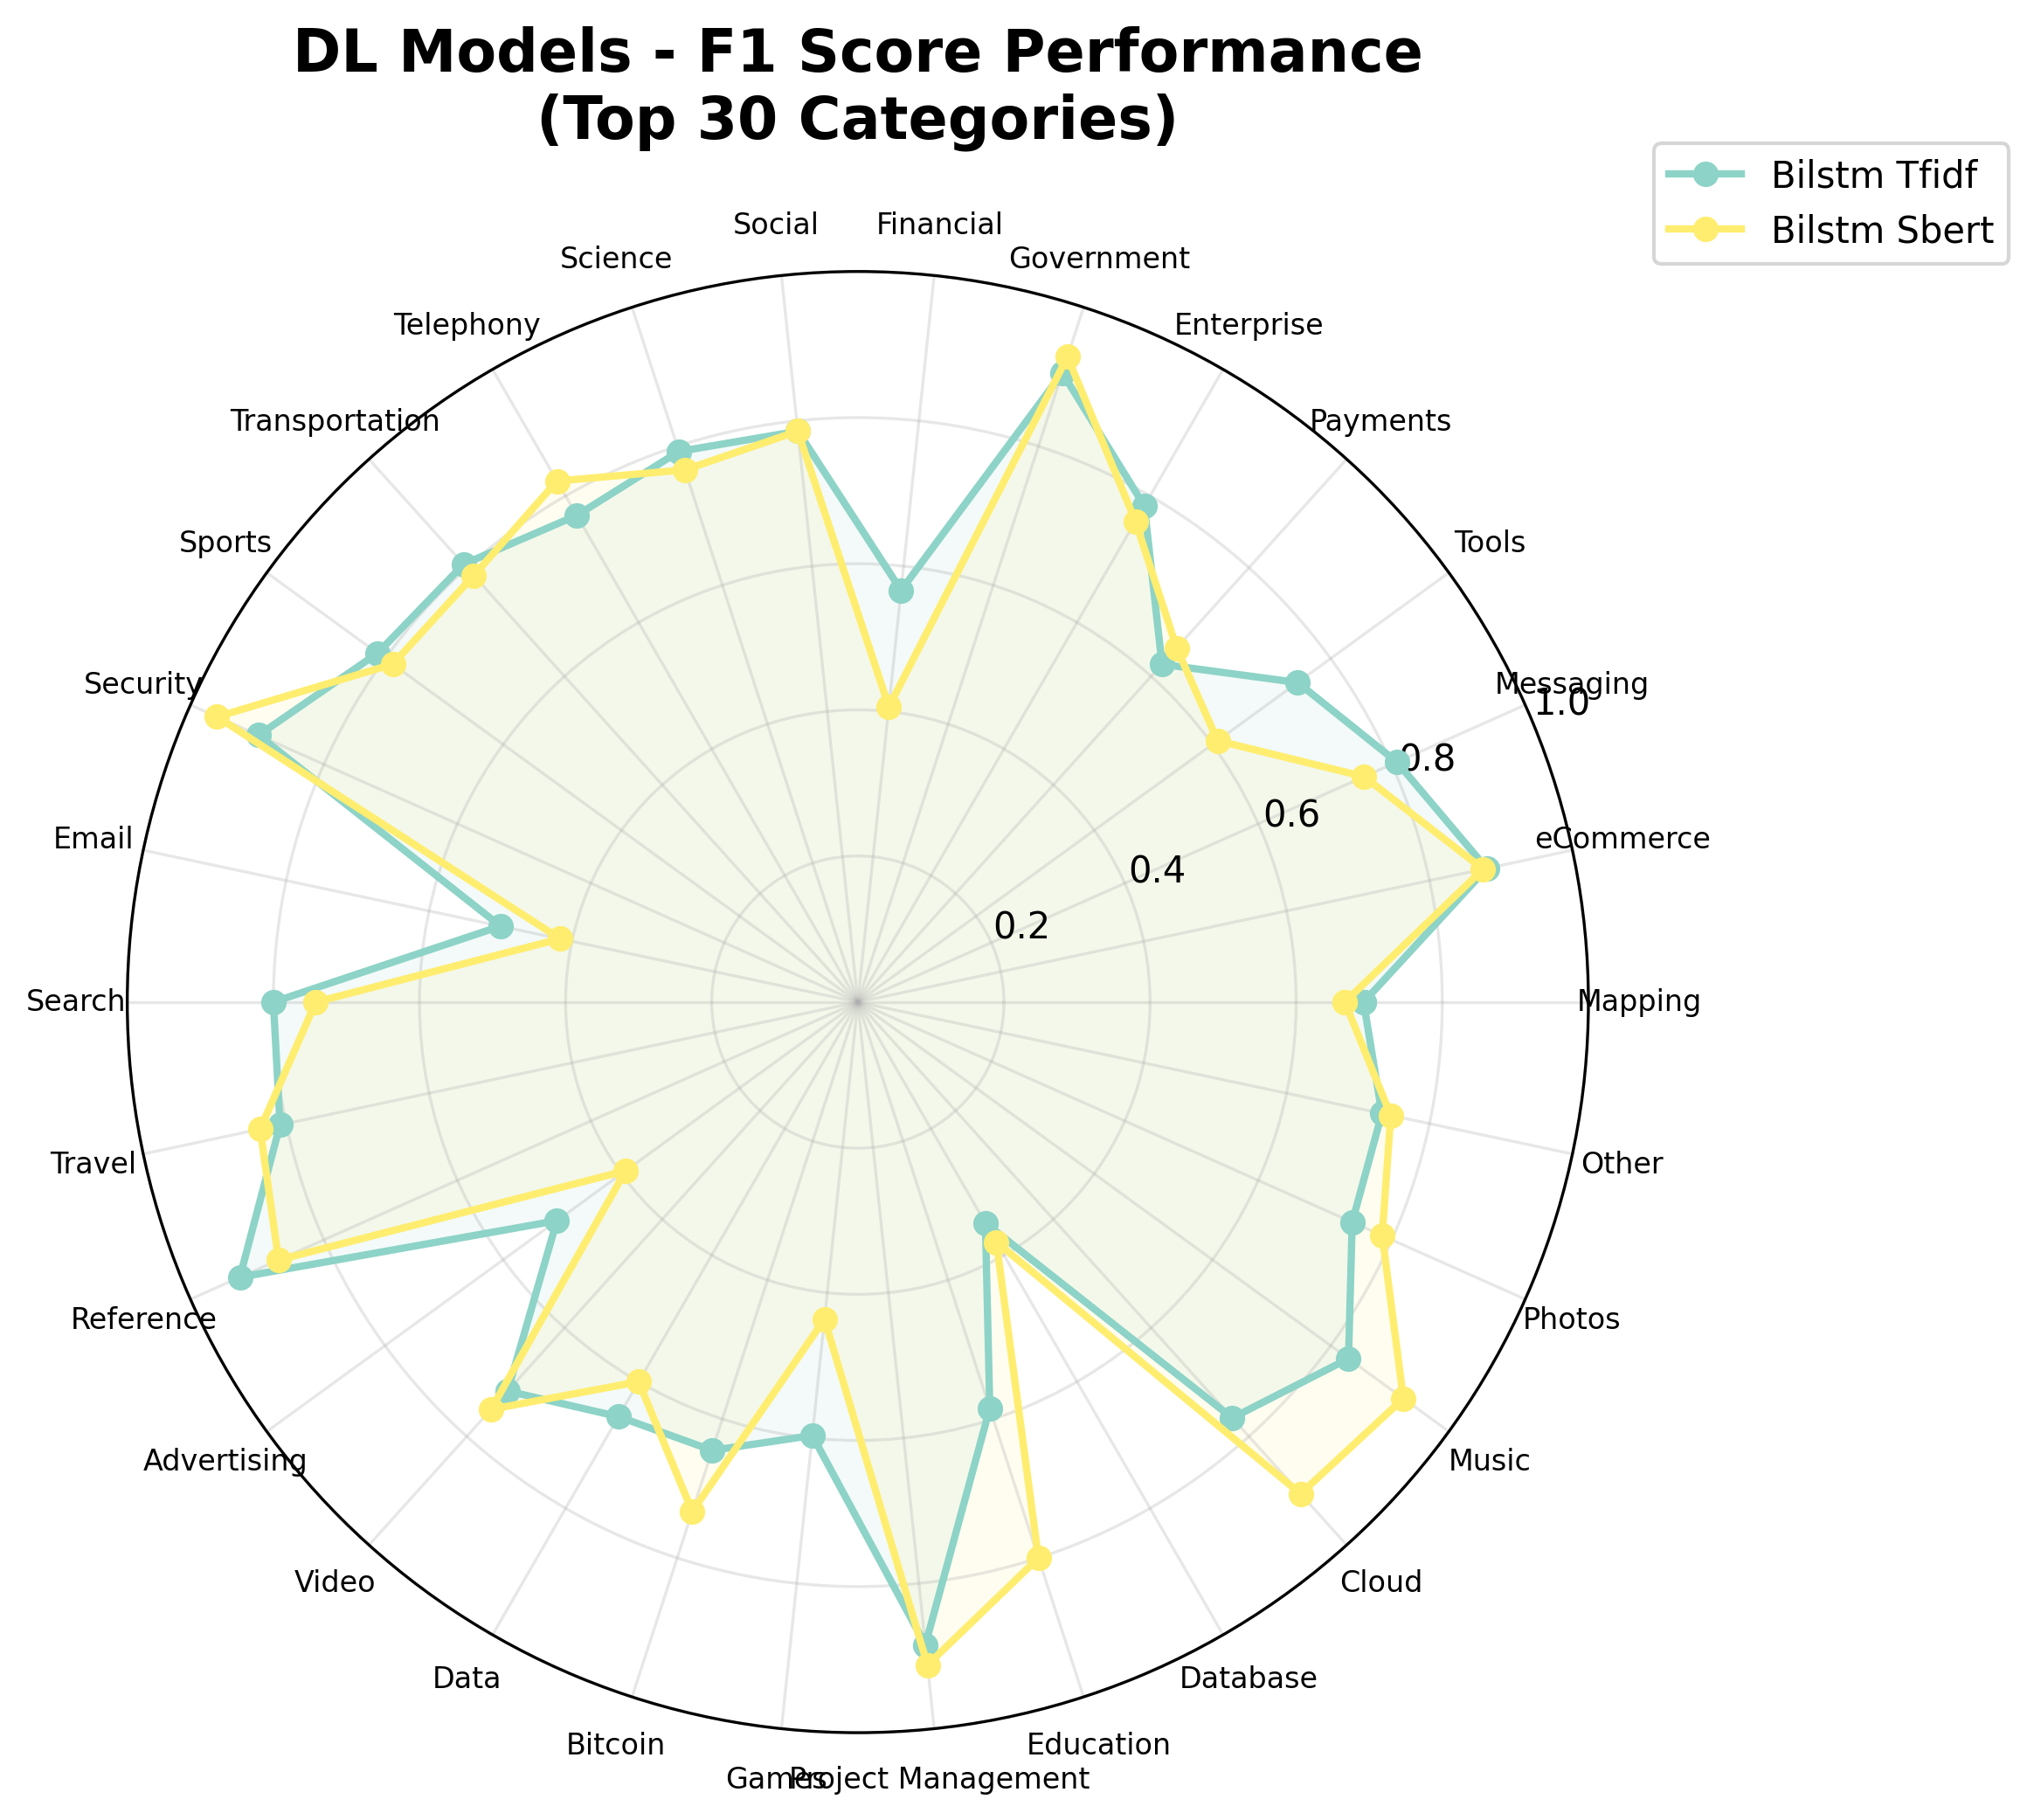 DL Models - F1 Score Performance
(Top 30 Categories)
Bilstm Tfidf
Bilstm Sbert
Social
Financial
Science
Government
Telephony
Enterprise
Transportation
Payments
Sports
Tools
Security
Messaging
1.0
0.8
0.6
0.4
0.2
Email
eCommerce
Search
Mapping
Travel
Other
Reference
Photos
Advertising
Music
Video
Cloud
Data
Database
Bitcoin
Education
Games
Project Management